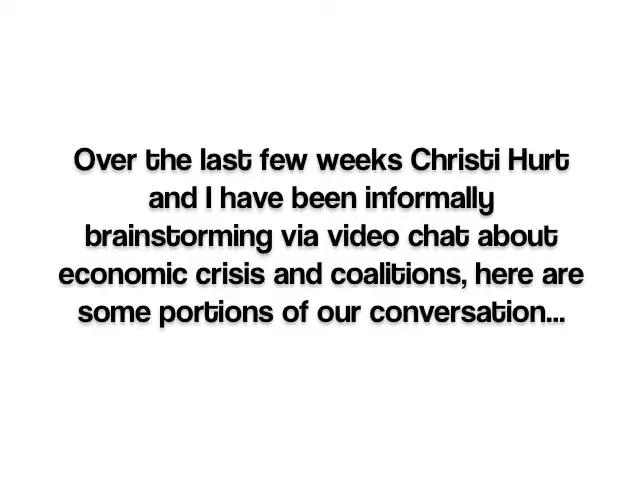 Over the last few weeks Christi Hurt
and I have been informally
brainstorming via video chat about
economic crisis and coalitions, here are
some portions of our conversation...